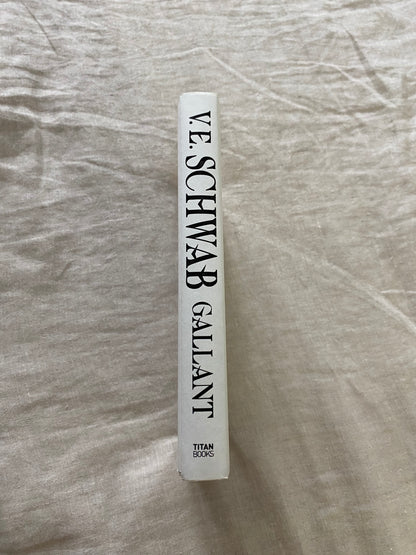 V. E. SCHWAB GALLANT
TITAN
BOOKS